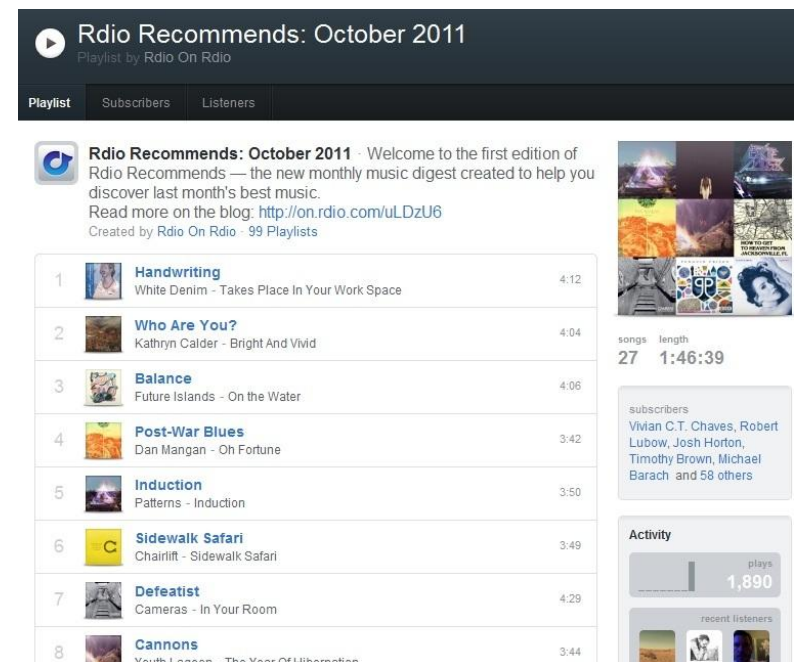 Rdio Recommends: October 2011
Playlist by Rdio On Rdio
Playlist Subscribers Listeners
Rdio Recommends: October 2011 · Welcome to the first edition of
Rdio Recommends — the new monthly music digest created to help you
discover last month's best music.
Read more on the blog: http://on.rdio.com/uLDzU6
Created by Rdio On Rdio · 99 Playlists
1 Handwriting 4:12
White Denim - Takes Place In Your Work Space
2 Who Are You? 4:04
Kathryn Calder - Bright And Vivid
3 Balance 4:06
Future Islands - On the Water
4 Post-War Blues 3:42
Dan Mangan - Oh Fortune
5 Induction 3:50
Patterns - Induction
6 Sidewalk Safari 3:49
Chairlift - Sidewalk Safari
7 Defeatist 4:29
Cameras - In Your Room
8 Cannons 3:44
Youth Lagoon - The Year Of Hibernation
HOW TO GET
TO HEAVEN FROM
JACKSONVILLE, FL
songs length
27 1:46:39
subscribers
Vivian C.T. Chaves, Robert
Lubow, Josh Horton,
Timothy Brown, Michael
Barach and 58 others
Activity
plays
1,890
recent listeners